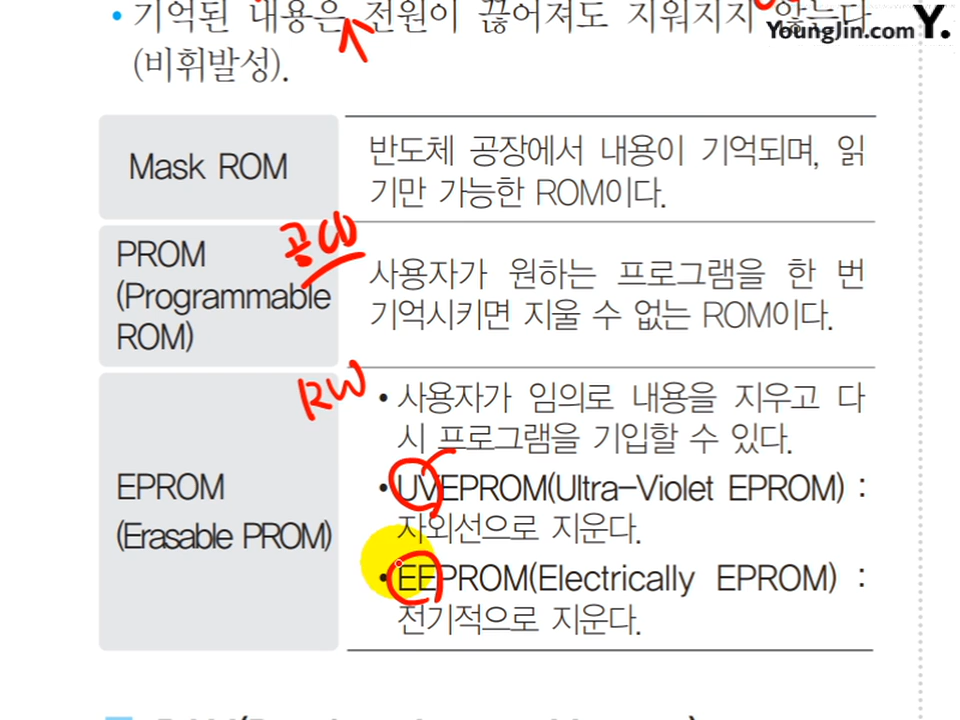 • 기억된 내용은 전원이 끊어져도 지워지지 않는다
YoungJin.com Y.
(비휘발성).
Mask ROM
반도체 공장에서 내용이 기억되며, 읽
기만 가능한 ROM이다.
공CD
PROM
(Programmable
ROM)
사용자가 원하는 프로그램을 한 번
기억시키면 지울 수 없는 ROM이다.
RW
EPROM
(Erasable PROM)
• 사용자가 임의로 내용을 지우고 다
시 프로그램을 기입할 수 있다.
• UVEPROM(Ultra-Violet EPROM) :
자외선으로 지운다.
• EEPROM(Electrically EPROM) :
전기적으로 지운다.